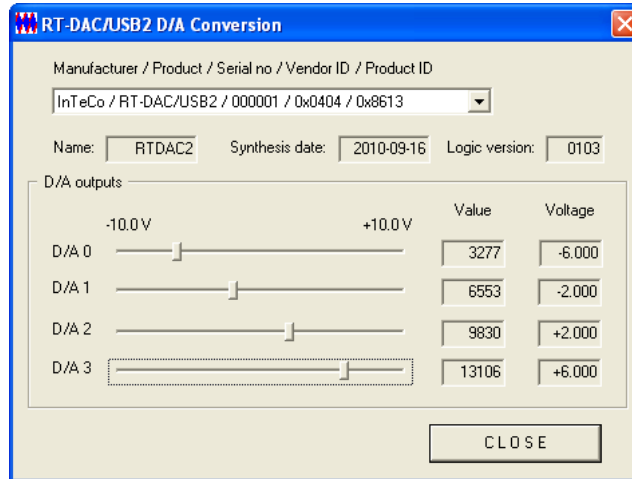 RT-DAC/USB2 D/A Conversion
Manufacturer / Product / Serial no / Vendor ID / Product ID
InTeCo / RT-DAC/USB2 / 000001 / 0x0404 / 0x8613
Name: RTDAC2 Synthesis date: 2010-09-16 Logic version: 0103
D/A outputs
-10.0 V +10.0 V Value Voltage
D/A 0 3277 -6.000
D/A 1 6553 -2.000
D/A 2 9830 +2.000
D/A 3 13106 +6.000
CLOSE